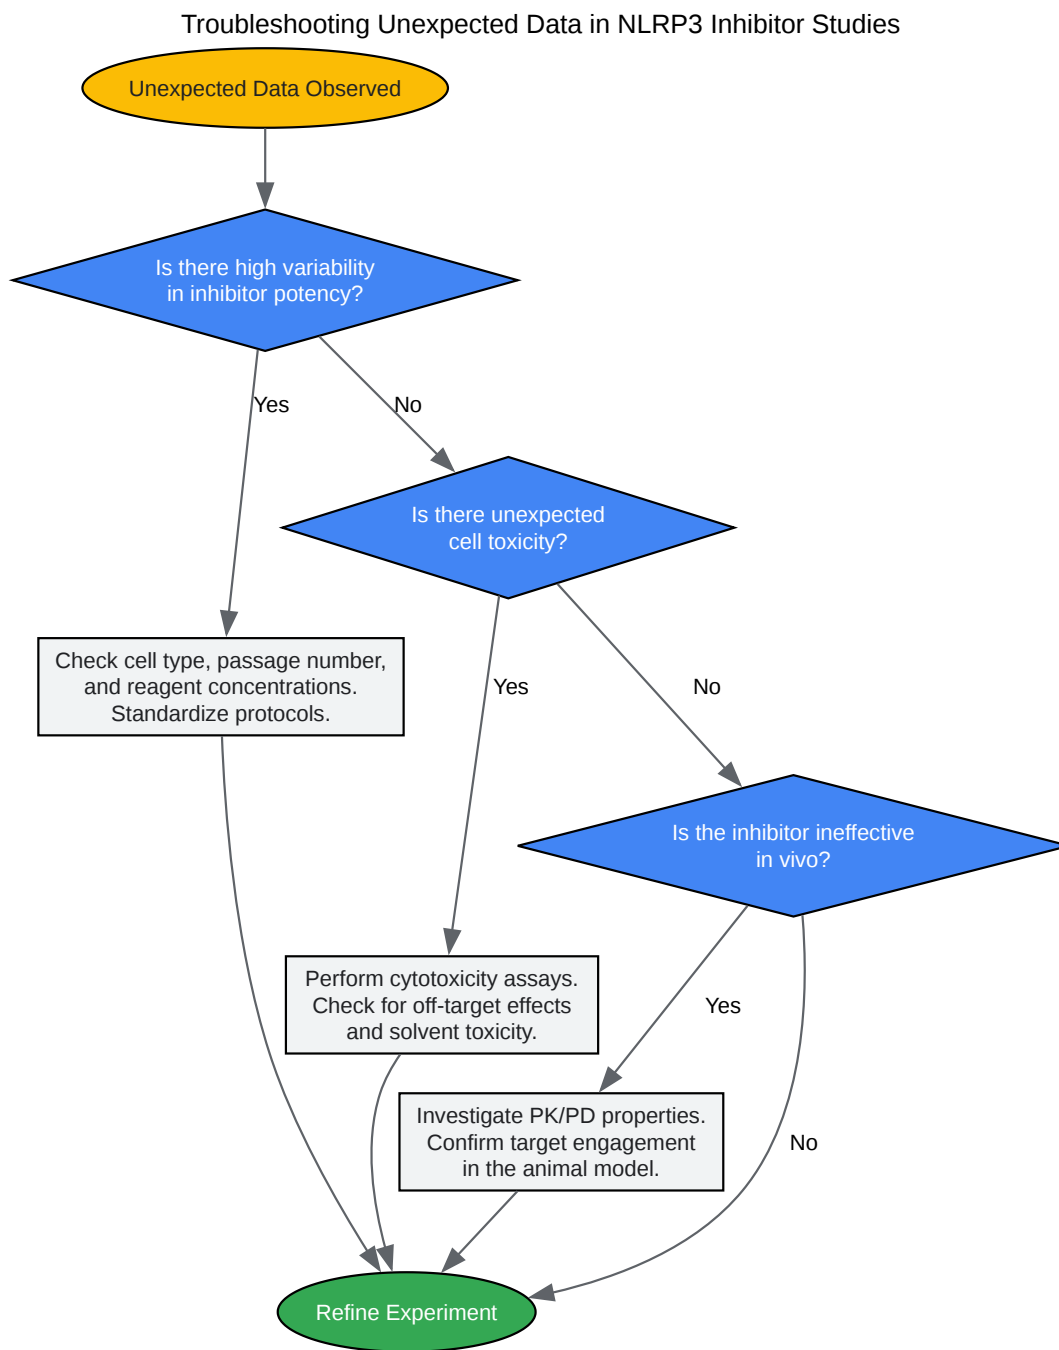 Troubleshooting Unexpected Data in NLRP3 Inhibitor Studies
Unexpected Data Observed
Is there high variability
in inhibitor potency?
Yes
No
Is there unexpected
cell toxicity?
Check cell type, passage number,
and reagent concentrations.
Standardize protocols.
Yes
No
Is the inhibitor ineffective
in vivo?
Perform cytotoxicity assays.
Check for off-target effects
and solvent toxicity.
Yes
Investigate PK/PD properties.
Confirm target engagement
in the animal model.
No
Refine Experiment